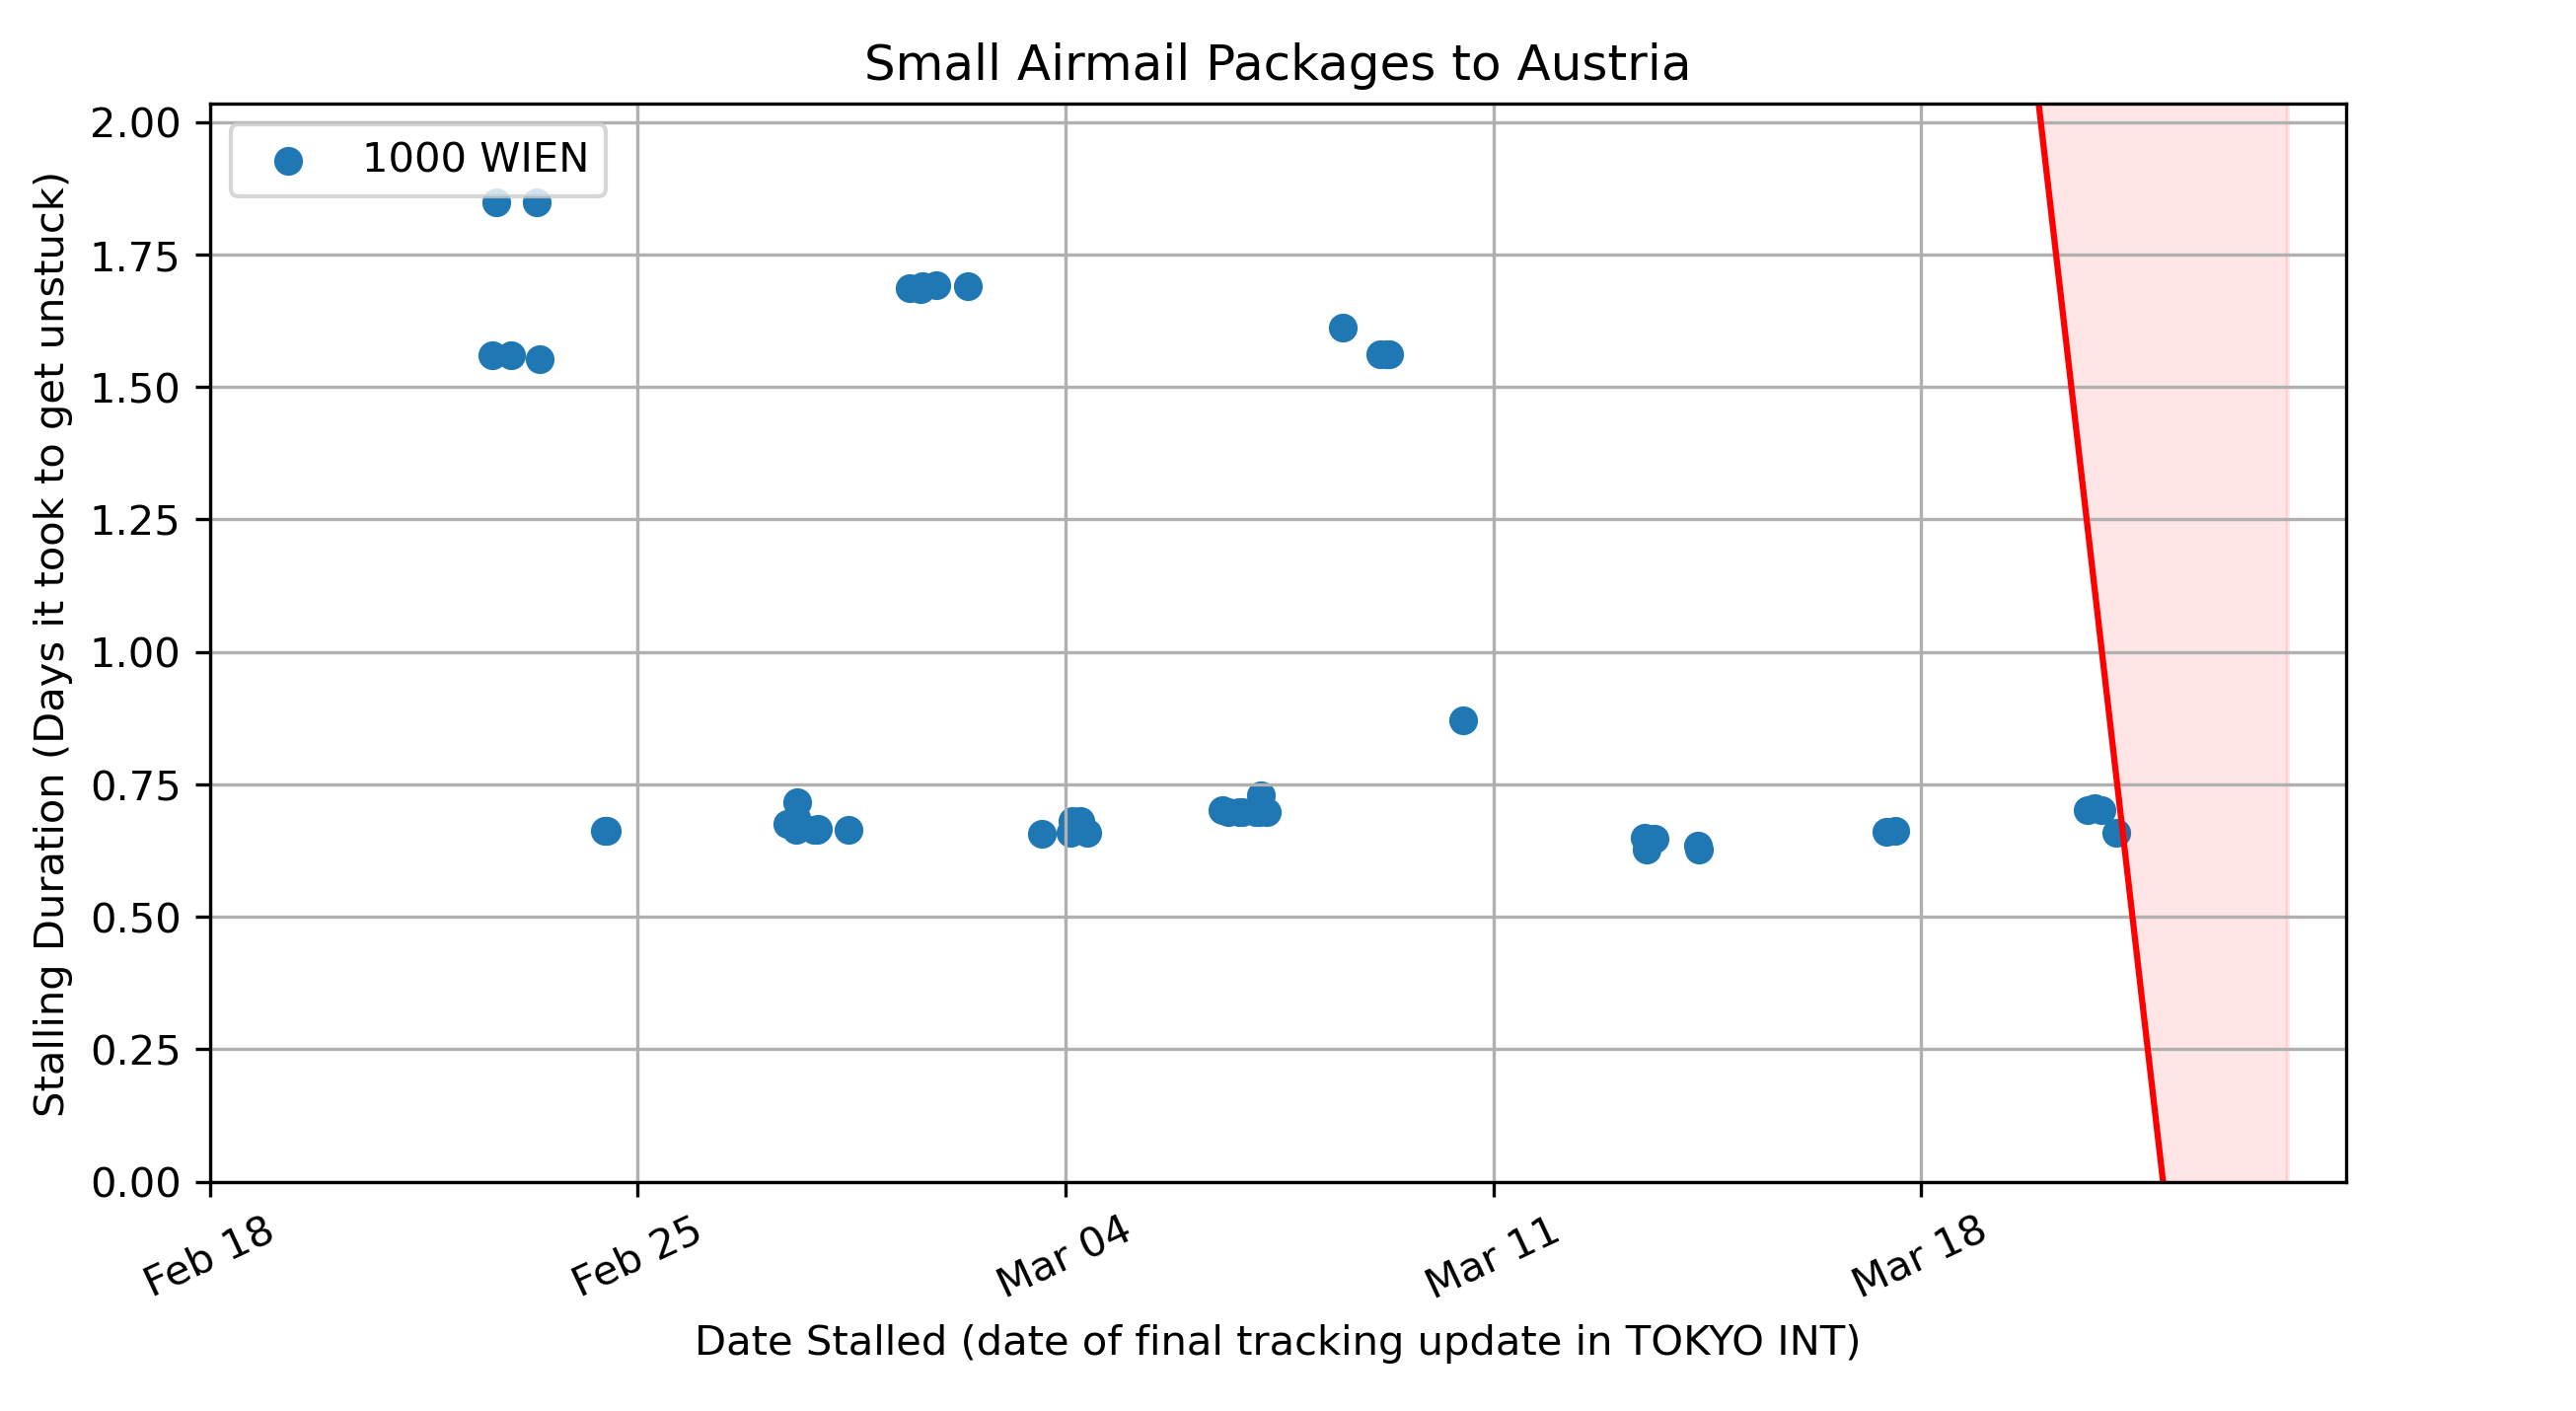 Small Airmail Packages to Austria
1000 WIEN
Stalling Duration (Days it took to get unstuck)
2.00
1.75
1.50
1.25
1.00
0.75
0.50
0.25
0.00
Feb 18
Feb 25
Mar 04
Mar 11
Mar 18
Date Stalled (date of final tracking update in TOKYO INT)